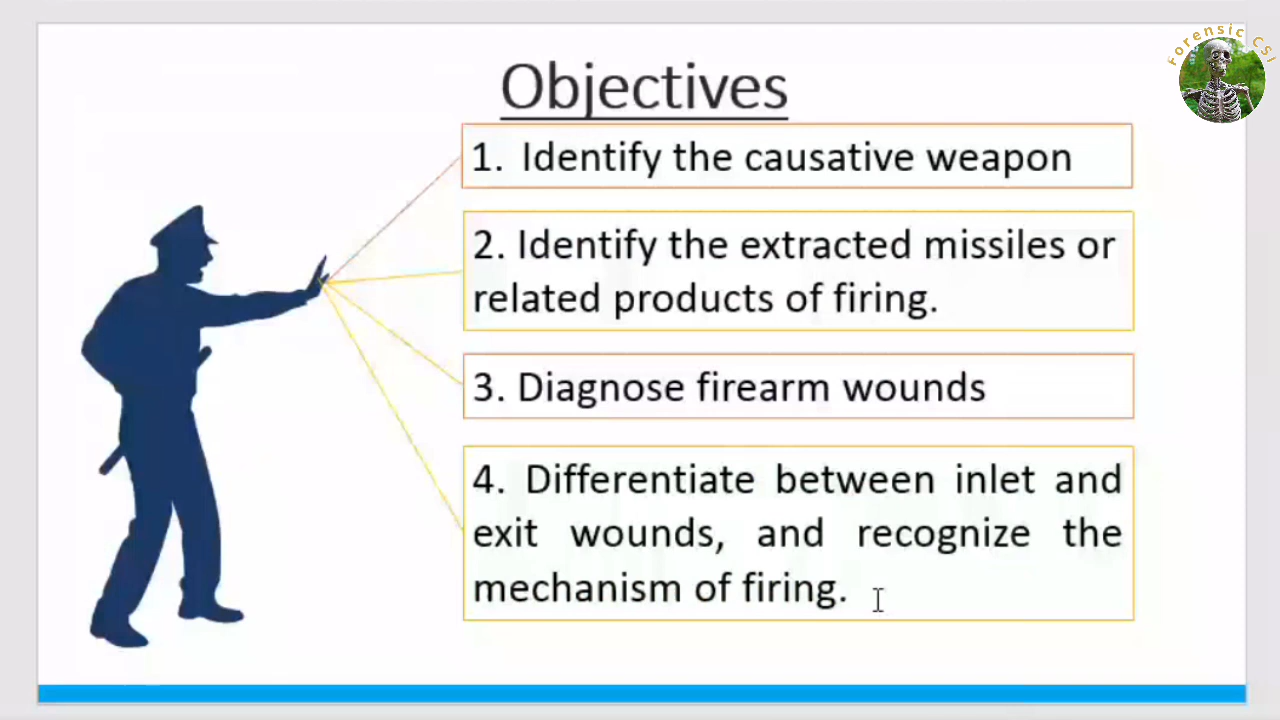 Forensic CSI
Objectives
1. Identify the causative weapon
2. Identify the extracted missiles or
related products of firing.
3. Diagnose firearm wounds
4. Differentiate between inlet and
exit wounds, and recognize the
mechanism of firing.